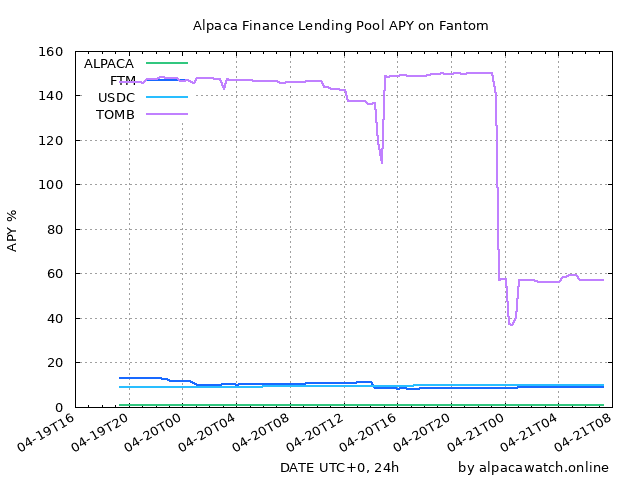 Alpaca Finance Lending Pool APY on Fantom
160
140
120
100
80
60
40
20
0
APY %
ALPACA
FTM
USDC
TOMB
04-19T16
04-19T20
04-20T00
04-20T04
04-20T08
04-20T12
04-20T16
04-20T20
04-21T00
04-21T04
04-21T08
DATE UTC+0, 24h
by alpacawatch.online